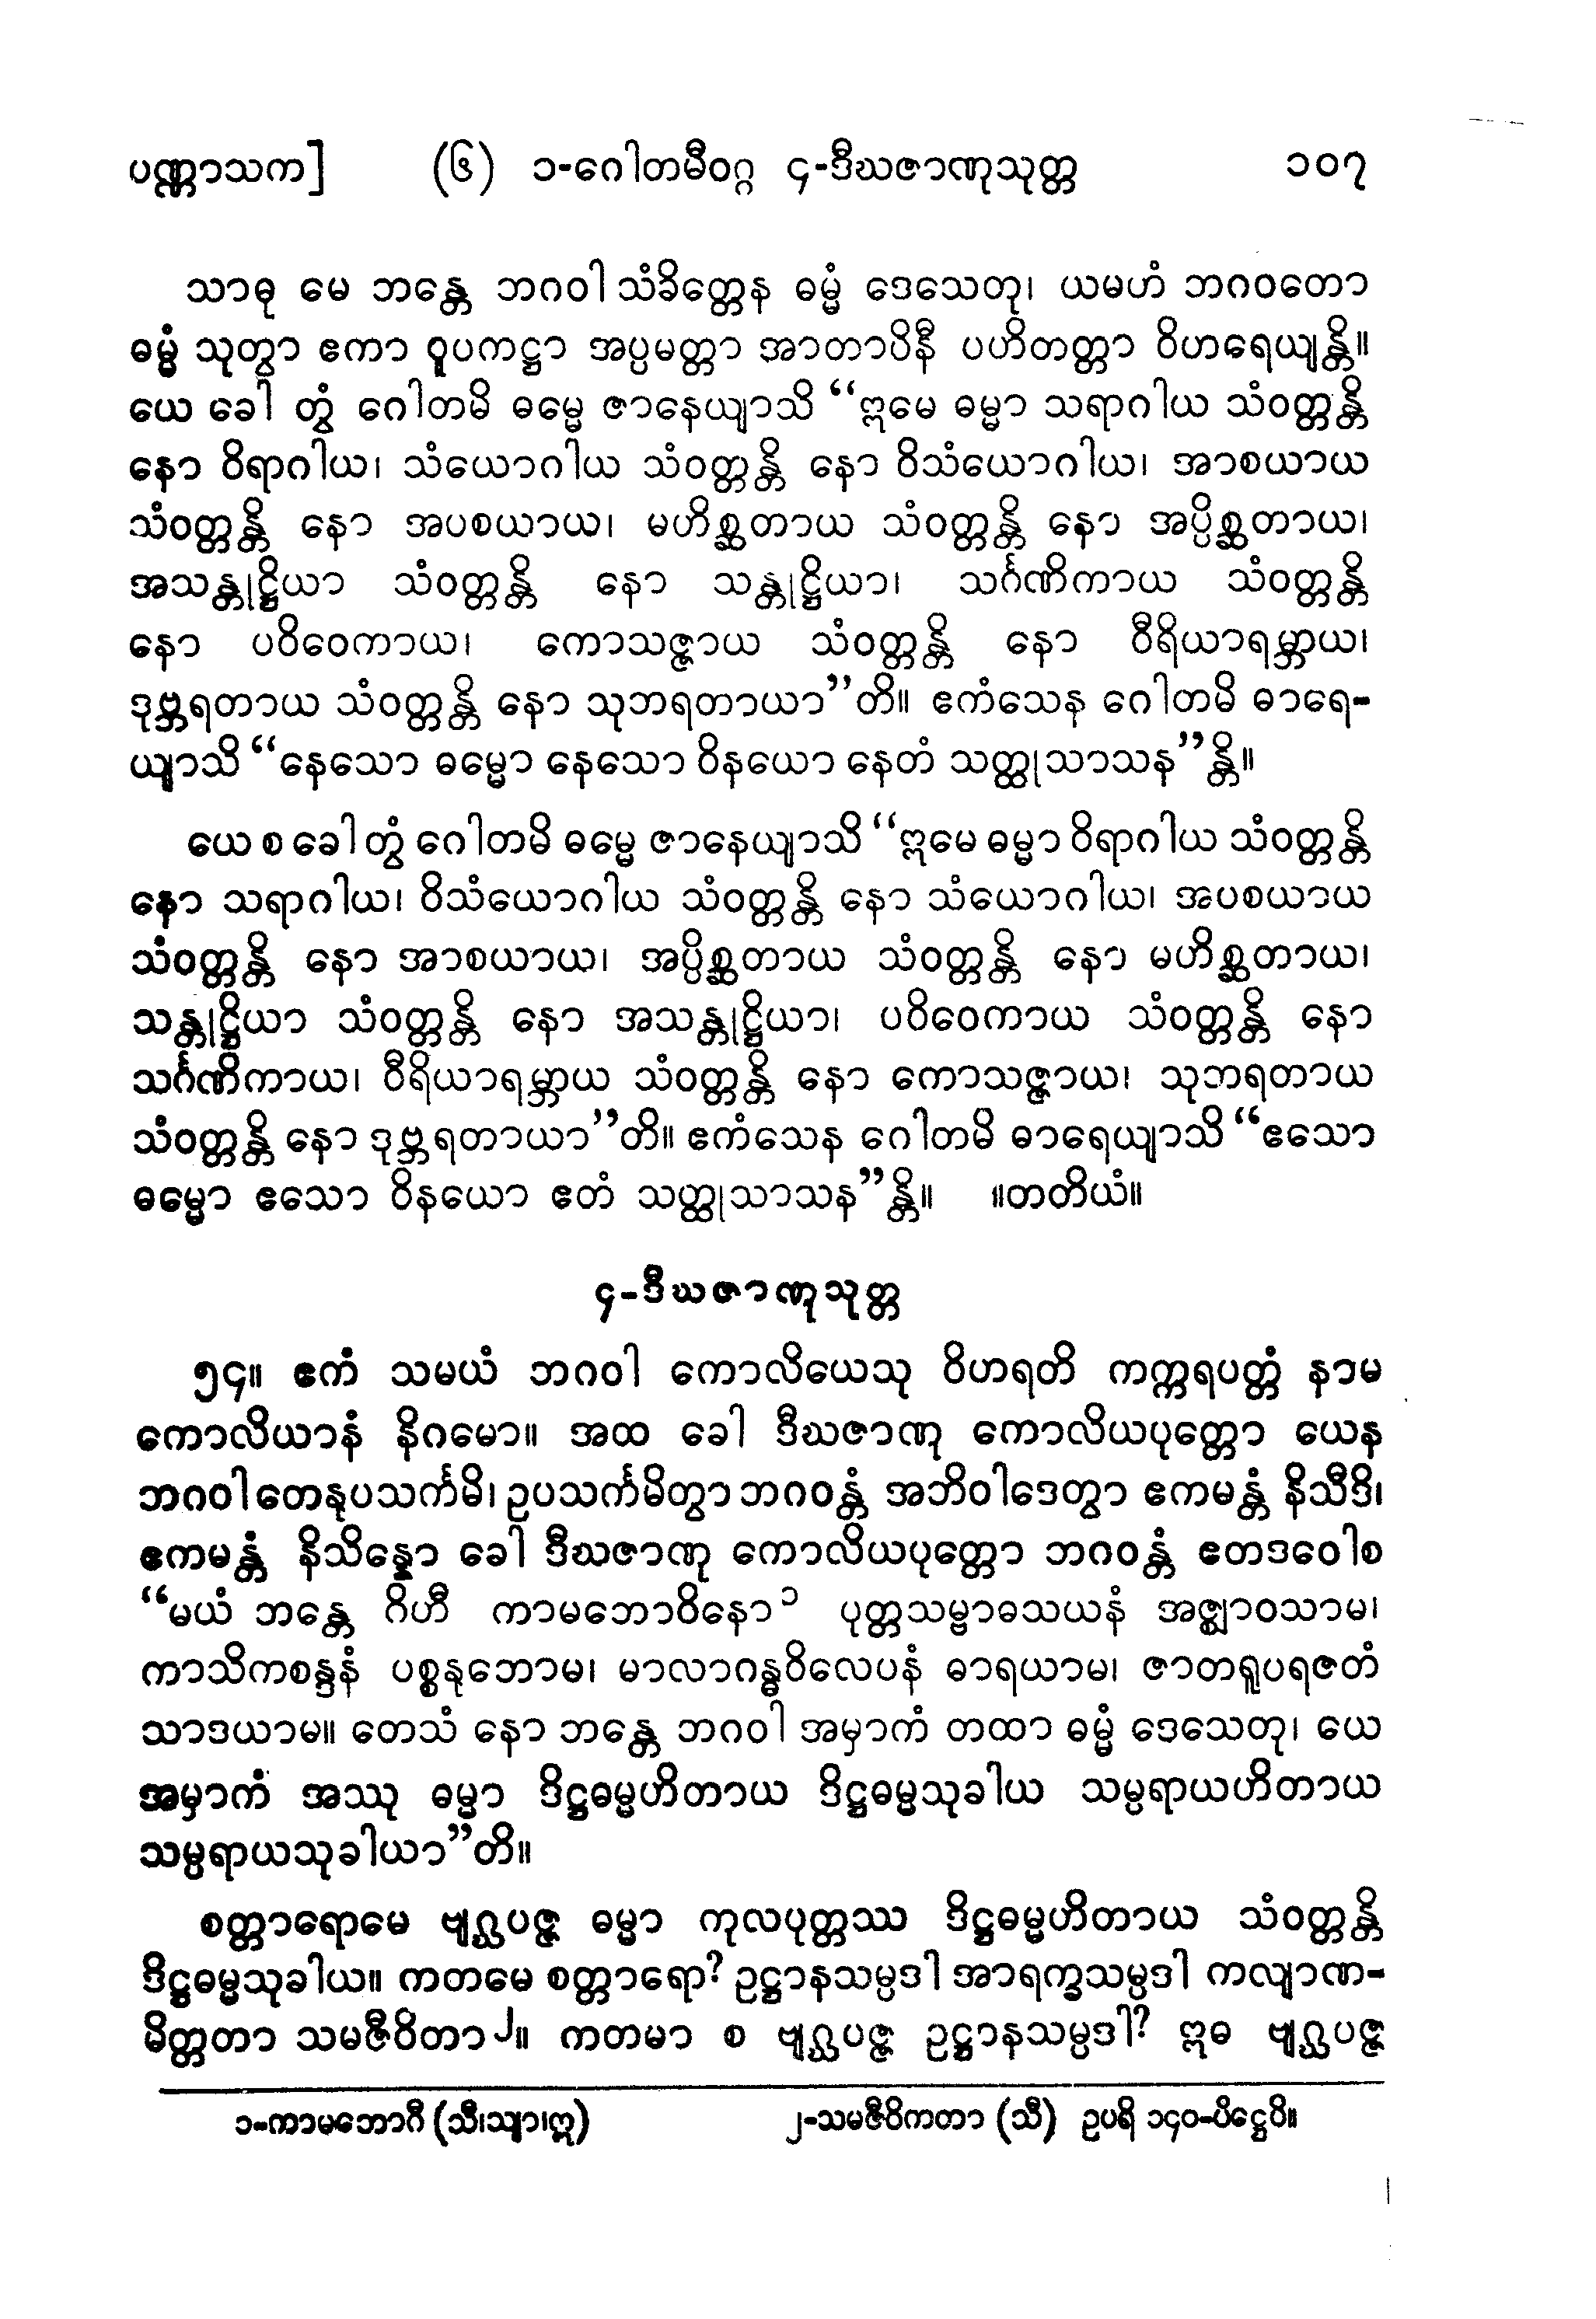 ပဏ္ဏာသက]	(၆) ၁-ဂေါတမီဝဂ္ဂ ၄-ဒီဃဇာဏုသုတ္တ	၁၀၇
သာဓု မေ ဘန္တေ ဘဂဝါ သံခိတ္တေန ဓမ္မံ ဒေသေတု၊ ယမဟံ ဘဂဝတော
ဓမ္မံ သုတွာ ဧကာ ဝူပကဋ္ဌာ အပ္ပမတ္တာ အာတာပိနီ ပဟိတတ္တာ ဝိဟရေယျန္တိ။
ယေ ခေါ တွံ ဂေါတမိ ဓမ္မေ ဇာနေယျာသိ “ဣမေ ဓမ္မာ သရာဂါယ သံဝတ္တန္တိ
နော ဝိရာဂါယ၊ သံယောဂါယ သံဝတ္တန္တိ နော ဝိသံယောဂါယ၊ အာစယာယ
သံဝတ္တန္တိ နော အပစယာယ၊ မဟိစ္ဆတာယ သံဝတ္တန္တိ နော အပ္ပိစ္ဆတာယ၊
အသန္တုဋ္ဌိယာ သံဝတ္တန္တိ နော သန္တုဋ္ဌိယာ၊ သင်္ဂဏိကာယ သံဝတ္တန္တိ
နော ပဝိဝေကာယ၊ ကောသဇ္ဇာယ သံဝတ္တန္တိ နော ဝီရိယာရမ္ဘာယ၊
ဒုဗ္ဘရတာယ သံဝတ္တန္တိ နော သုဘရတာယာ”တိ။ ဧကံသေန ဂေါတမိ ဓာရေ-
ယျာသိ “နေသော ဓမ္မော နေသော ဝိနယော နေတံ သတ္ထုသာသန”န္တိ။
ယေ စ ခေါ တွံ ဂေါတမိ ဓမ္မေ ဇာနေယျာသိ “ဣမေ ဓမ္မာ ဝိရာဂါယ သံဝတ္တန္တိ
နော သရာဂါယ၊ ဝိသံယောဂါယ သံဝတ္တန္တိ နော သံယောဂါယ၊ အပစယာယ
သံဝတ္တန္တိ နော အာစယာယ၊ အပ္ပိစ္ဆတာယ သံဝတ္တန္တိ နော မဟိစ္ဆတာယ၊
သန္တုဋ္ဌိယာ သံဝတ္တန္တိ နော အသန္တုဋ္ဌိယာ၊ ပဝိဝေကာယ သံဝတ္တန္တိ နော
သင်္ဂဏိကာယ၊ ဝီရိယာရမ္ဘာယ သံဝတ္တန္တိ နော ကောသဇ္ဇာယ၊ သုဘရတာယ
သံဝတ္တန္တိ နော ဒုဗ္ဘရတာယာ”တိ။ ဧကံသေန ဂေါတမိ ဓာရေယျာသိ “ဧသော
ဓမ္မော ဧသော ဝိနယော ဧတံ သတ္ထုသာသန”န္တိ။ ။တတိယံ။
၄-ဒီဃဇာဏုသုတ္တ
၅၄။ ဧကံ သမယံ ဘဂဝါ ကောလိယေသု ဝိဟရတိ ကက္ကရပတ္တံ နာမ
ကောလိယာနံ နိဂမော။ အထ ခေါ ဒီဃဇာဏု ကောလိယပုတ္တော ယေန
ဘဂဝါ တေနုပသင်္ကမိ၊ ဥပသင်္ကမိတွာ ဘဂဝန္တံ အဘိဝါဒေတွာ ဧကမန္တံ နိသီဒိ၊
ဧကမန္တံ နိသိန္နော ခေါ ဒီဃဇာဏု ကောလိယပုတ္တော ဘဂဝန္တံ ဧတဒဝေါစ
“မယံ ဘန္တေ ဂိဟီ ကာမဘောဝိနော၁ ပုတ္တသမ္ဗာဓသယနံ အဇ္ဈာဝသာမ၊
ကာသိကစန္ဒနံ ပစ္စနုဘောမ၊ မာလာဂန္ဓဝိလေပနံ ဓာရယာမ၊ ဇာတရူပရဇတံ
သာဒယာမ။ တေသံ နော ဘန္တေ ဘဂဝါ အမှာကံ တထာ ဓမ္မံ ဒေသေတု၊ ယေ
အမှာကံ အဿု ဓမ္မာ ဒိဋ္ဌဓမ္မဟိတာယ ဒိဋ္ဌဓမ္မသုခါယ သမ္ပရာယဟိတာယ
သမ္ပရာယသုခါယာ”တိ။
စတ္တာရောမေ ဗျဂ္ဃပဇ္ဇ ဓမ္မာ ကုလပုတ္တဿ ဒိဋ္ဌဓမ္မဟိတာယ သံဝတ္တန္တိ
ဒိဋ္ဌဓမ္မသုခါယ။ ကတမေ စတ္တာရော? ဥဋ္ဌာနသမ္ပဒါ အာရက္ခသမ္ပဒါ ကလျာဏ-
မိတ္တတာ သမဇီဝိတာ၂။ ကတမာ စ ဗျဂ္ဃပဇ္ဇ ဥဋ္ဌာနသမ္ပဒါ? ဣဓ ဗျဂ္ဃပဇ္ဇ
၁-ကာမဘောဂီ (သီ၊သျာ၊ဣ)	၂-သမဇီဝိကတာ (သီ) ဥပရိ ၁၄၀-ပိဋ္ဌေပိ။